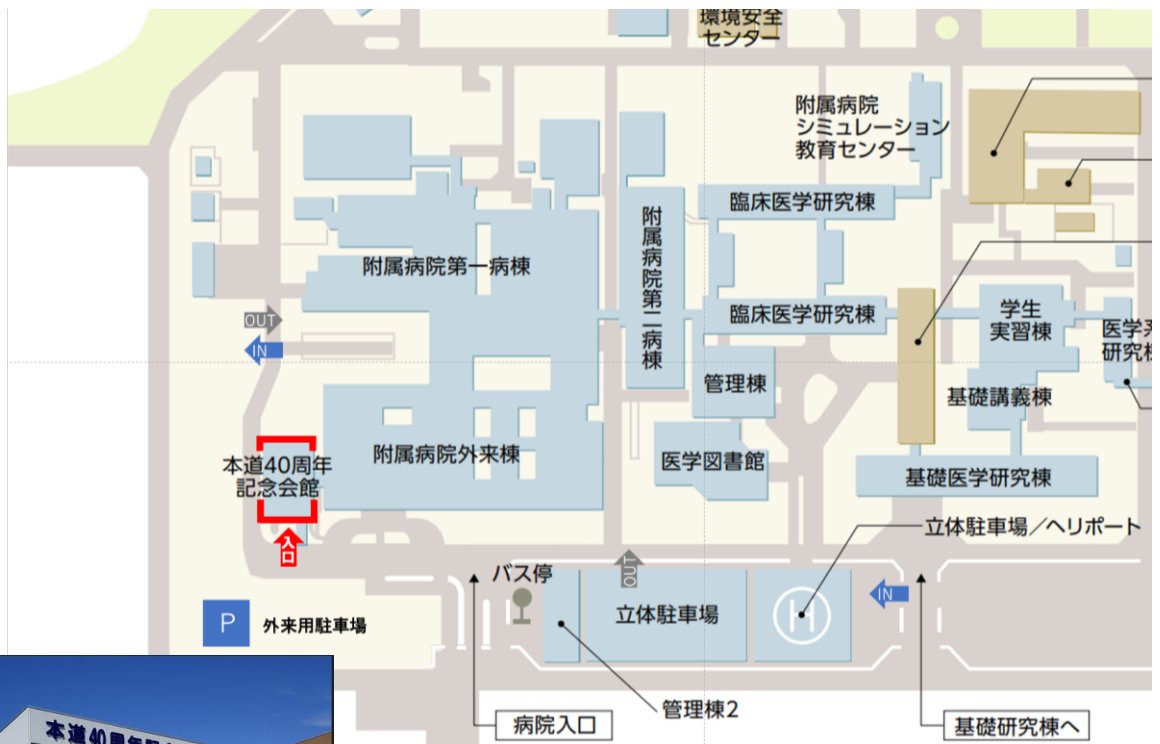 環境安全
センター
附属病院
シミュレーション
教育センター
臨床医学研究棟
附属病院第二病棟
附属病院第一病棟
臨床医学研究棟
学生
実習棟
医学系
研究棟
OUT
IN
管理棟
基礎講義棟
本道40周年
記念会館
附属病院外来棟
医学図書館
基礎医学研究棟
入口
立体駐車場/ヘリポート
バス停
OUT
IN
P
外来用駐車場
立体駐車場
H
管理棟2
病院入口
基礎研究棟へ
本道40周年